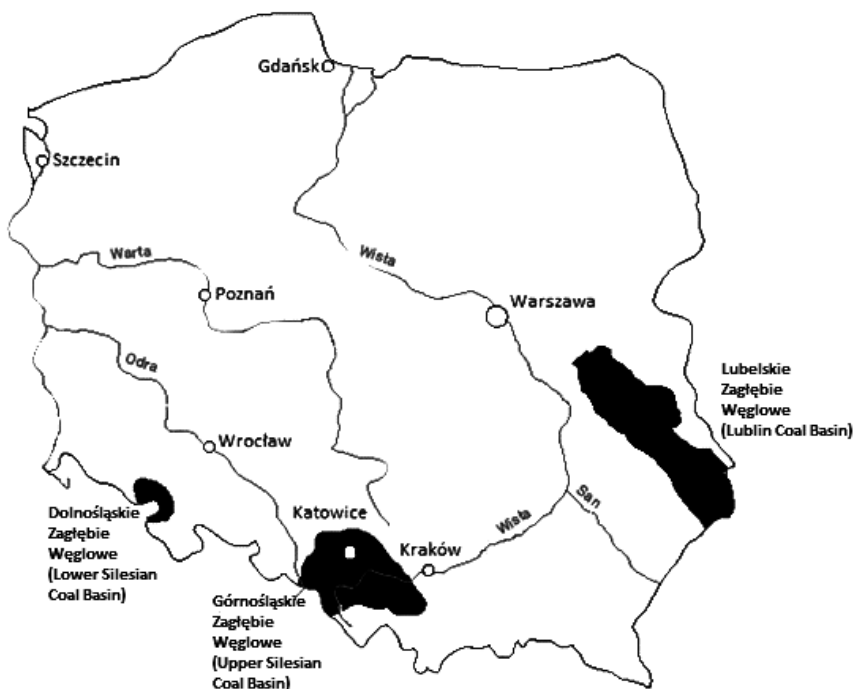 Gdańsk
Szczecin
Warta
Wisła
Poznań
Warszawa
Odra
Lubelskie
Zagłębie
Węglowe
(Lublin Coal Basin)
Wrocław
Dolnośląskie
Zagłębie
Węglowe
(Lower Silesian
Coal Basin)
Katowice
San
Wisła
Kraków
Górnośląskie
Zagłębie
Węglowe
(Upper Silesian
Coal Basin)